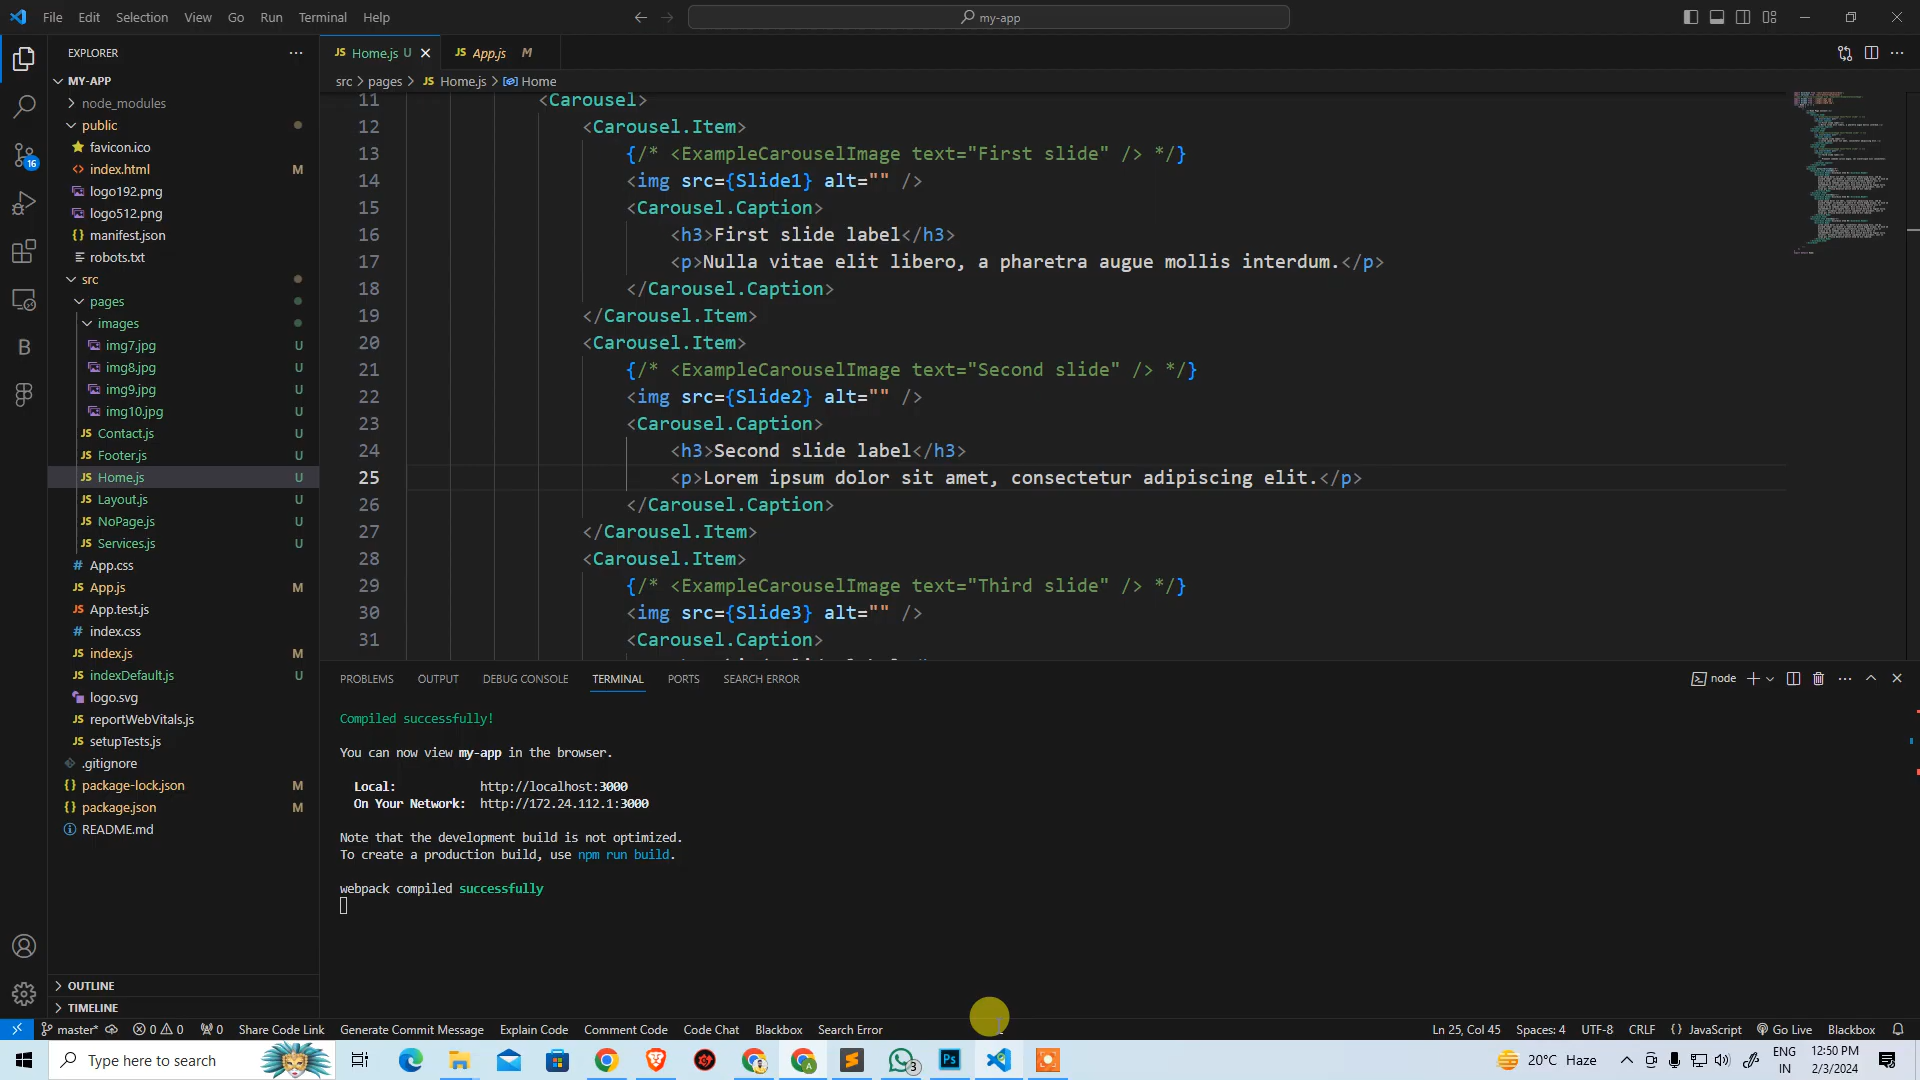 File Edit Selection View Go Run Terminal Help
my-app
EXPLORER
MY-APP
node_modules
public
favicon.ico
index.html M
logo192.png
logo512.png
manifest.json
robots.txt
src
pages
images
img7.jpg U
img8.jpg U
img9.jpg U
img10.jpg U
Contact.js U
Footer.js U
Home.js U
Layout.js U
NoPage.js U
Services.js U
App.css
App.js M
App.test.js
index.css
index.js M
indexDefault.js U
logo.svg
reportWebVitals.js
setupTests.js
.gitignore
package-lock.json M
package.json M
README.md
OUTLINE
TIMELINE
16
JS Home.js U JS App.js M
src > pages > JS Home.js > Home
11 <Carousel>
12 <Carousel.Item>
13 {/* <ExampleCarouselImage text="First slide" /> */}
14 <img src={Slide1} alt="" />
15 <Carousel.Caption>
16 <h3>First slide label</h3>
17 <p>Nulla vitae elit libero, a pharetra augue mollis interdum.</p>
18 </Carousel.Caption>
19 </Carousel.Item>
20 <Carousel.Item>
21 {/* <ExampleCarouselImage text="Second slide" /> */}
22 <img src={Slide2} alt="" />
23 <Carousel.Caption>
24 <h3>Second slide label</h3>
25 <p>Lorem ipsum dolor sit amet, consectetur adipiscing elit.</p>
26 </Carousel.Caption>
27 </Carousel.Item>
28 <Carousel.Item>
29 {/* <ExampleCarouselImage text="Third slide" /> */}
30 <img src={Slide3} alt="" />
31 <Carousel.Caption>
PROBLEMS OUTPUT DEBUG CONSOLE TERMINAL PORTS SEARCH ERROR
node
Compiled successfully!
You can now view my-app in the browser.
Local: http://localhost:3000
On Your Network: http://172.24.112.1:3000
Note that the development build is not optimized.
To create a production build, use npm run build.
webpack compiled successfully
master* 0 0 0 Share Code Link Generate Commit Message Explain Code Comment Code Code Chat Blackbox Search Error
Ln 25, Col 45 Spaces: 4 UTF-8 CRLF {} JavaScript Go Live Blackbox
Type here to search
Ps
3
20°C Haze
ENG
IN
12:50 PM
2/3/2024